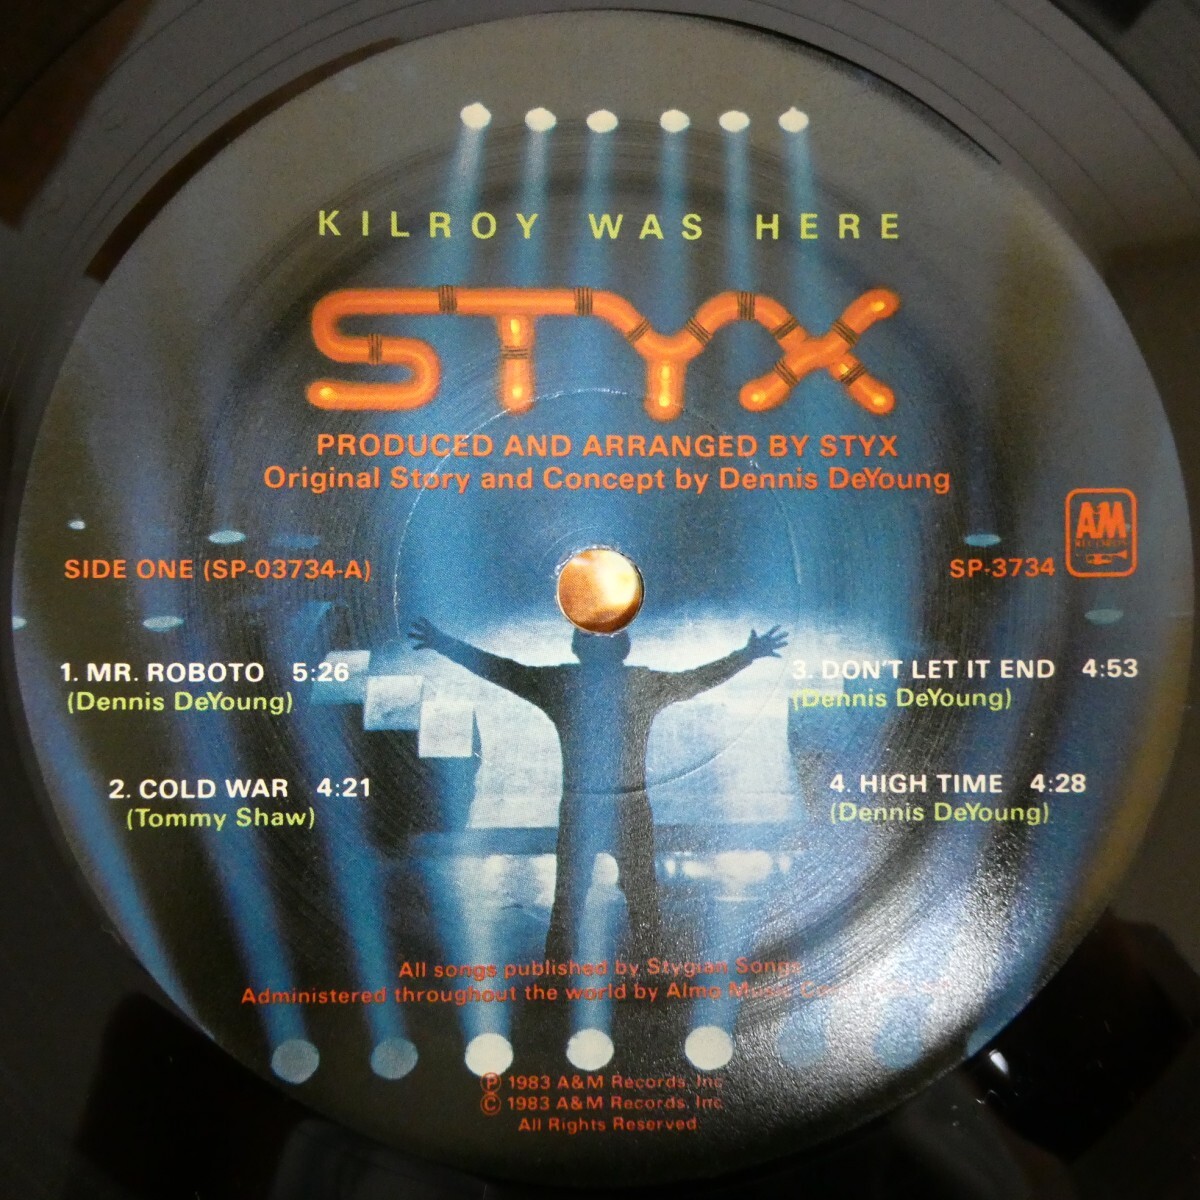 KILROY WAS HERE
STYX
PRODUCED AND ARRANGED BY STYX
Original Story and Concept by Dennis DeYoung
SIDE ONE (SP-03734-A)
SP-3734
A&M
RECORDS
1. MR. ROBOTO 5:26
(Dennis DeYoung)
2. COLD WAR 4:21
(Tommy Shaw)
3. DON'T LET IT END 4:53
(Dennis DeYoung)
4. HIGH TIME 4:28
(Dennis DeYoung)
All songs published by Stygian Songs
Administered throughout the world by Almo Music
Ⓟ 1983 A&M Records, Inc.
© 1983 A&M Records, Inc.
All Rights Reserved.